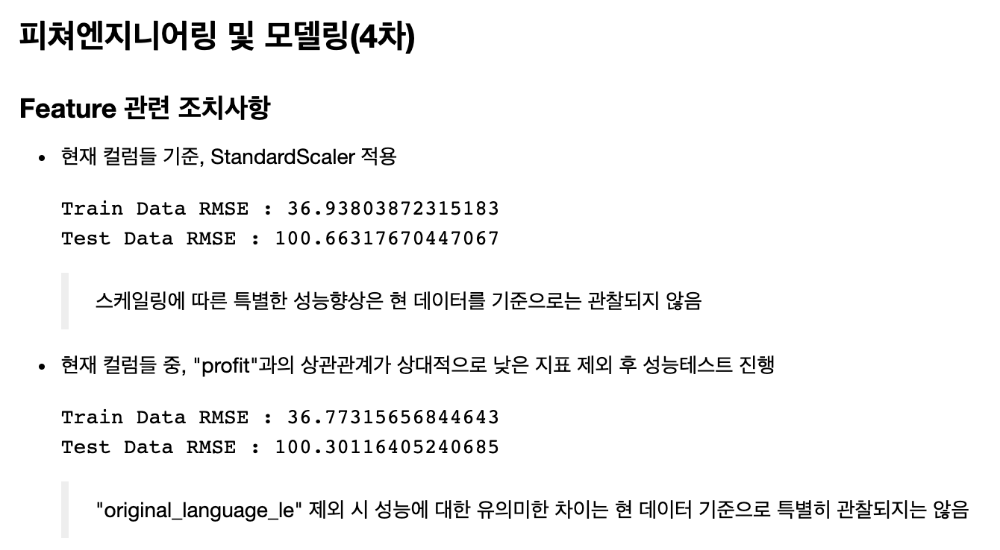 피쳐엔지니어링 및 모델링(4차)
Feature 관련 조치사항
• 현재 컬럼들 기준, StandardScaler 적용
Train Data RMSE : 36.93803872315183
Test Data RMSE : 100.66317670447067
스케일링에 따른 특별한 성능향상은 현 데이터를 기준으로는 관찰되지 않음
• 현재 컬럼들 중, "profit"과의 상관관계가 상대적으로 낮은 지표 제외 후 성능테스트 진행
Train Data RMSE : 36.77315656844643
Test Data RMSE : 100.30116405240685
"original_language_le" 제외 시 성능에 대한 유의미한 차이는 현 데이터 기준으로 특별히 관찰되지는 않음